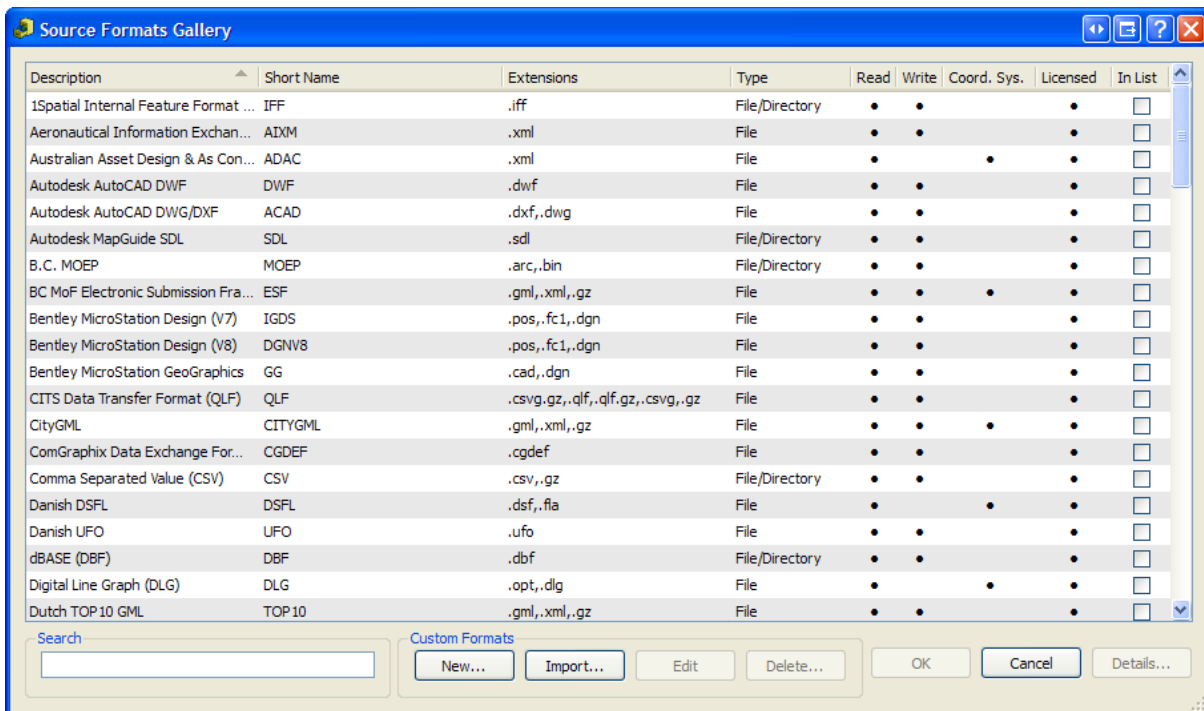 Source Formats Gallery
Description Short Name Extensions Type Read Write Coord. Sys. Licensed In List
1Spatial Internal Feature Format ... IFF .iff File/Directory • • •
Aeronautical Information Exchan... AIXM .xml File • • •
Australian Asset Design & As Con... ADAC .xml File • • •
Autodesk AutoCAD DWF DWF .dwf File • • •
Autodesk AutoCAD DWG/DXF ACAD .dxf,.dwg File • • •
Autodesk MapGuide SDL SDL .sdl File/Directory • • •
B.C. MOEP MOEP .arc,.bin File/Directory • • •
BC MoF Electronic Submission Fra... ESF .gml,.xml,.gz File • • • •
Bentley MicroStation Design (V7) IGDS .pos,.fc1,.dgn File • • •
Bentley MicroStation Design (V8) DGNV8 .pos,.fc1,.dgn File • • •
Bentley MicroStation GeoGraphics GG .cad,.dgn File • • •
CITS Data Transfer Format (QLF) QLF .csvg.gz,.qlf,.qlf.gz,.csvg,.gz File • • •
CityGML CITYGML .gml,.xml,.gz File • • • •
ComGraphix Data Exchange For... CGDEF .cgdef File • • •
Comma Separated Value (CSV) CSV .csv,.gz File/Directory • • •
Danish DSFL DSFL .dsf,.fla File • • •
Danish UFO UFO .ufo File • • •
dBASE (DBF) DBF .dbf File/Directory • • •
Digital Line Graph (DLG) DLG .opt,.dlg File • • •
Dutch TOP10 GML TOP10 .gml,.xml,.gz File • • •
Search Custom Formats
New... Import... Edit Delete... OK Cancel Details...